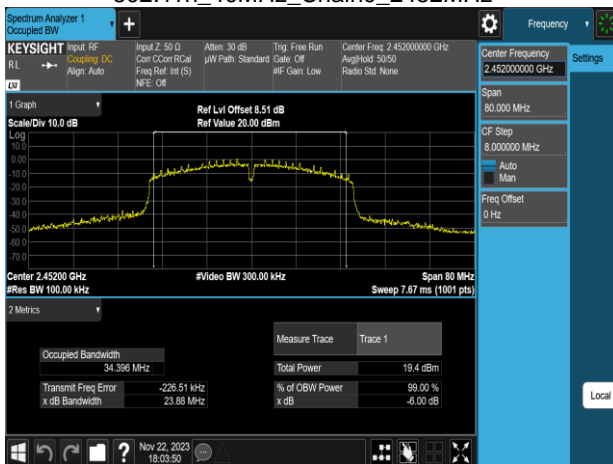 Spectrum Analyzer 1
Occupied BW
+
Frequency
KEYSIGHT
RL
LXI
Input: RF
Coupling: DC
Align: Auto
Input Z: 50 Ω
Corr CCorr RCal
Freq Ref: Int (S)
NFE: Off
Atten: 30 dB
µW Path: Standard
Trig: Free Run
Gate: Off
#IF Gain: Low
Center Freq: 2.452000000 GHz
Avg|Hold: 50/50
Radio Std: None
Center Frequency
2.452000000 GHz
Settings
Span
80.000 MHz
CF Step
8.000000 MHz
Auto
Man
Freq Offset
0 Hz
Local
1 Graph
Scale/Div 10.0 dB
Ref Lvl Offset 8.51 dB
Ref Value 20.00 dBm
Log
10.0
0.00
-10.0
-20.0
-30.0
-40.0
-50.0
-60.0
-70.0
Center 2.45200 GHz
#Res BW 100.00 kHz
#Video BW 300.00 kHz
Span 80 MHz
Sweep 7.67 ms (1001 pts)
2 Metrics
Measure Trace
Trace 1
Occupied Bandwidth
34.396 MHz
Total Power
19.4 dBm
Transmit Freq Error
-226.51 kHz
% of OBW Power
99.00 %
x dB Bandwidth
23.88 MHz
x dB
-6.00 dB
?
Nov 22, 2023
18:03:50